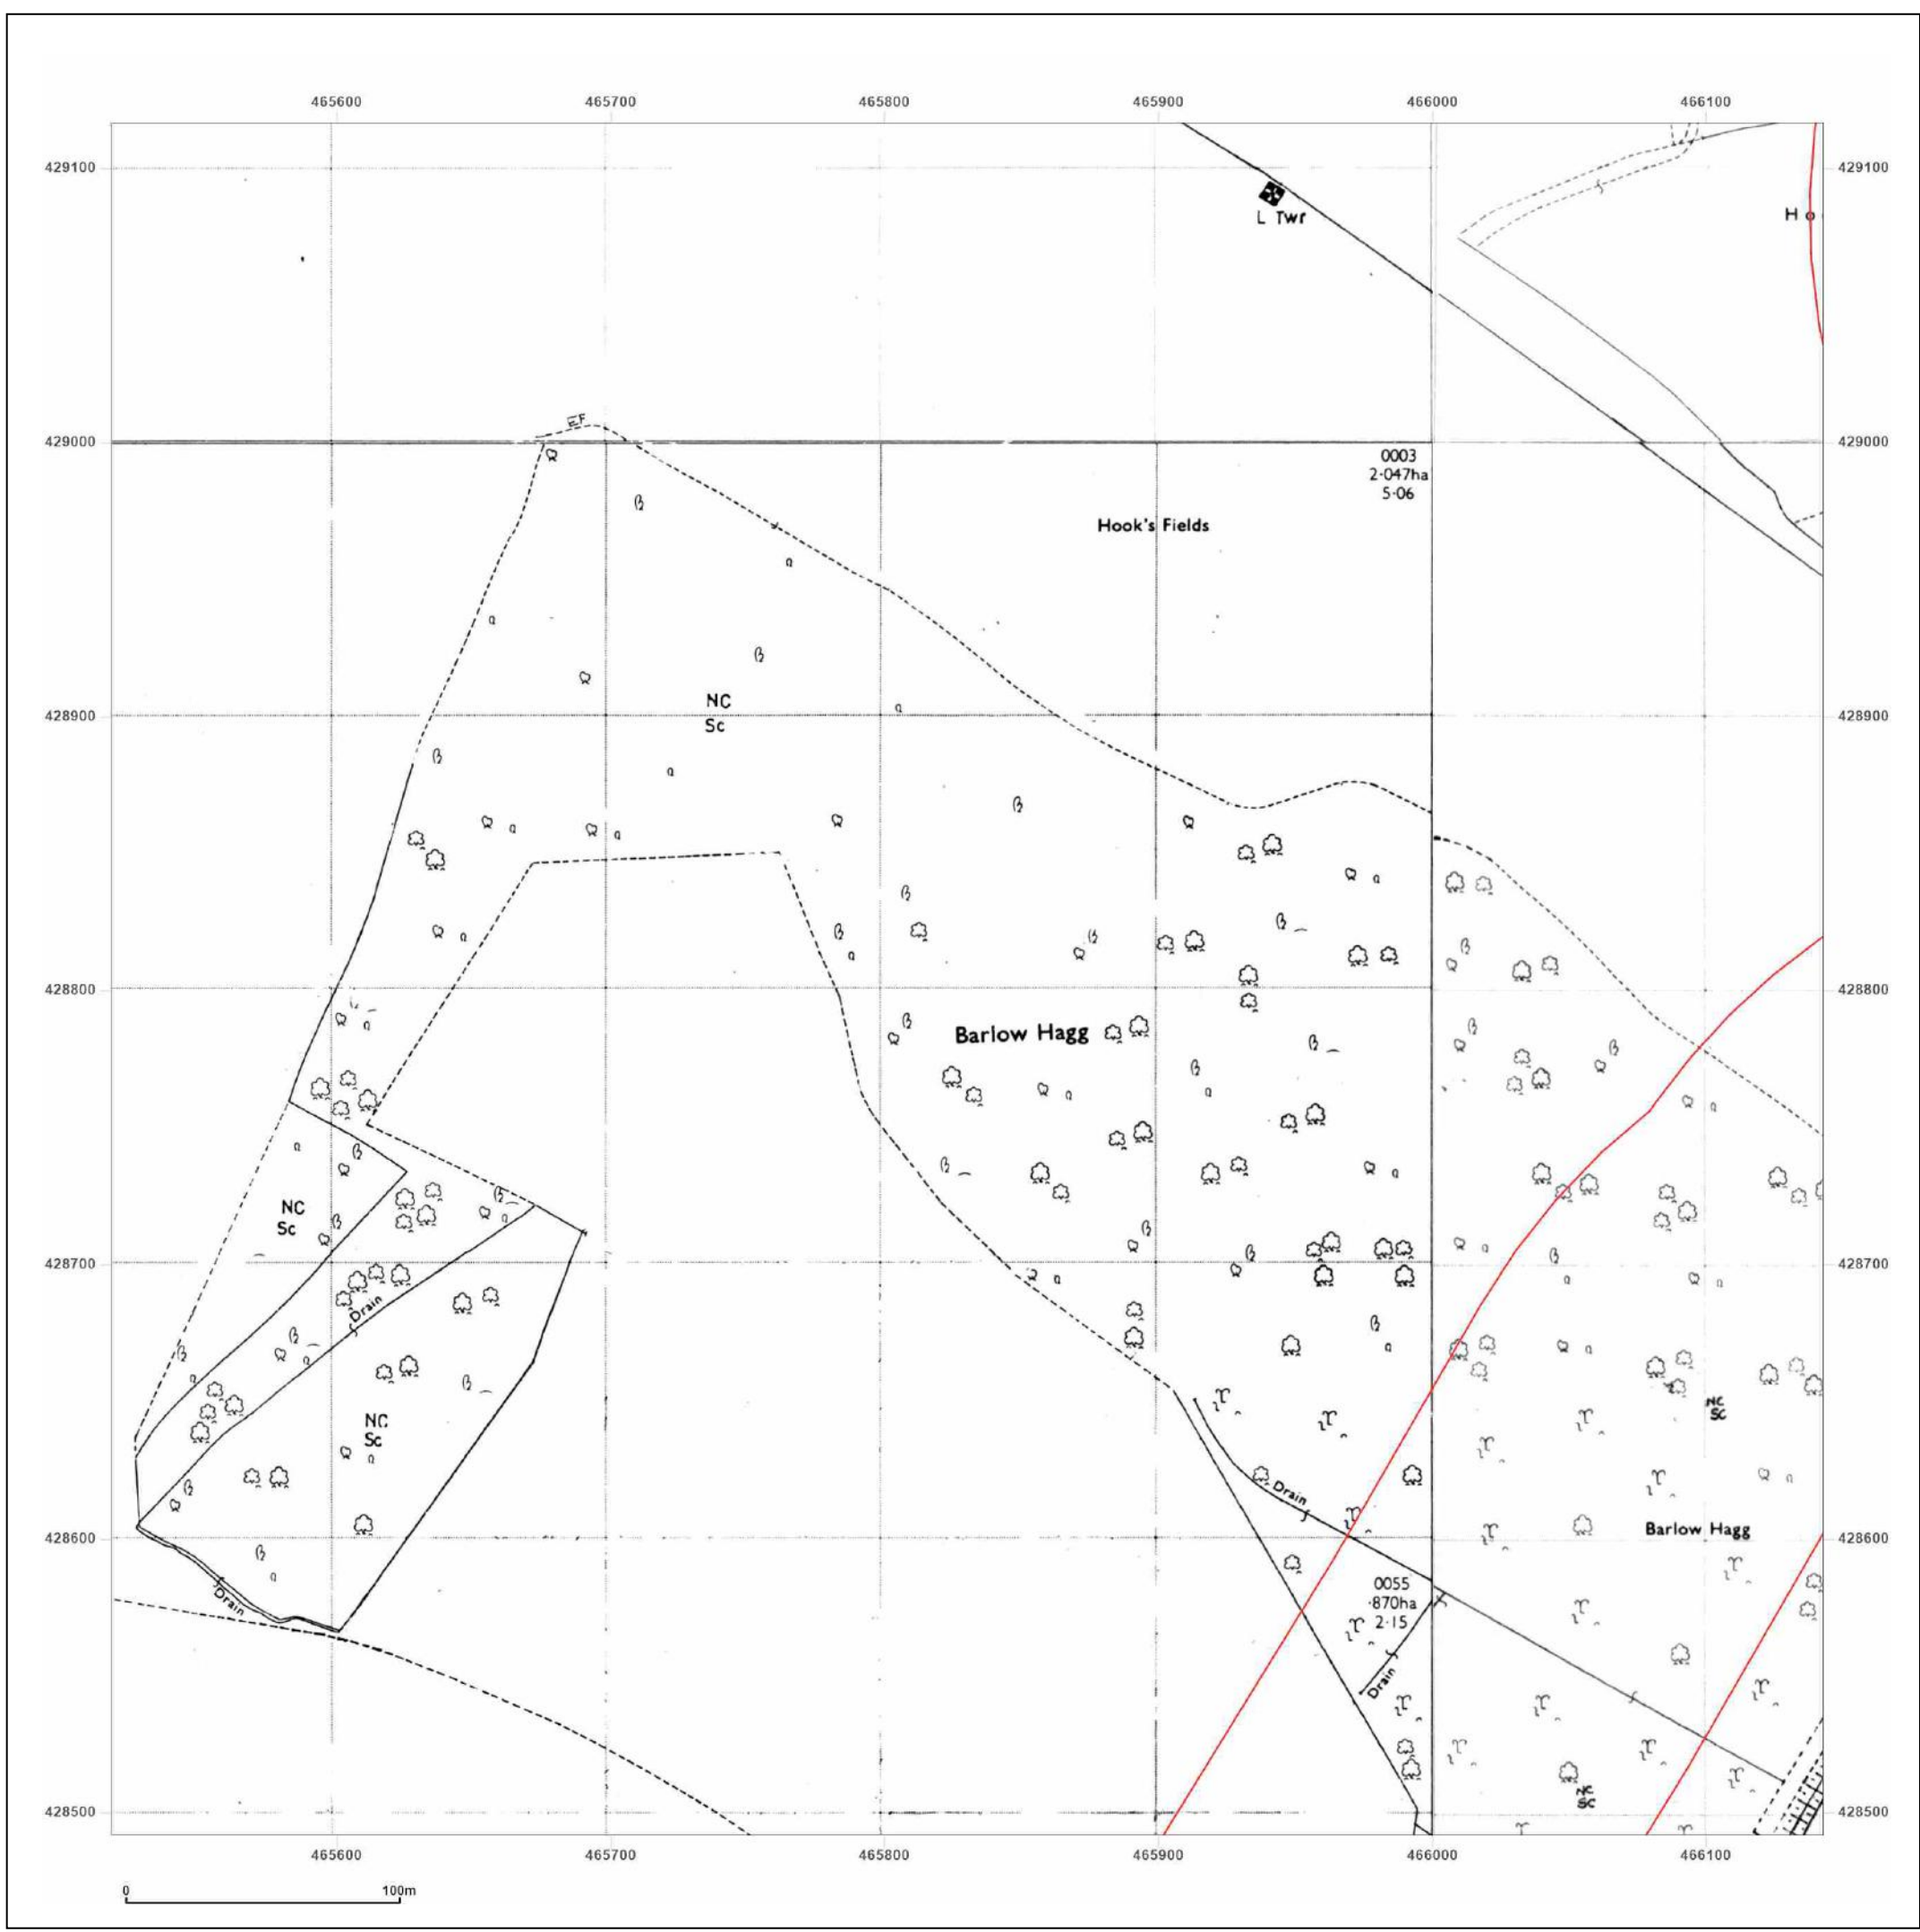 465600 465700 465800 465900 466000 466100
429100 429100
L Twr
H o
EF
429000 429000
0003
2·047ha
5·06
Hook's Fields
NC
Sc
428900 428900
428800 428800
Barlow Hagg
NC
Sc
428700 428700
Drain
NC
Sc
NC
Sc
Drain
Barlow Hagg
428600 428600
0055
·870ha
2·15
Drain
Drain
NC
Sc
428500 428500
465600 465700 465800 465900 466000 466100
0 100m